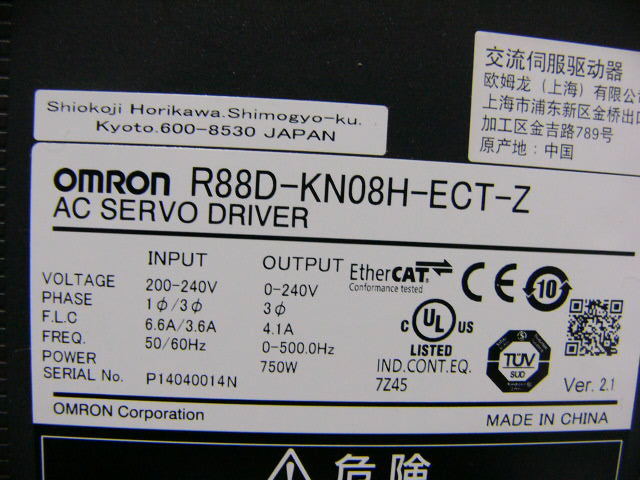 Shiokoji Horikawa.Shimogyo-ku.
Kyoto.600-8530 JAPAN
交流伺服驱动器
欧姆龙（上海）有限公
上海市浦东新区金桥出口
加工区金吉路789号
原产地：中国
OMRON R88D-KN08H-ECT-Z
AC SERVO DRIVER
INPUT OUTPUT
VOLTAGE 200-240V 0-240V
PHASE 1φ/3φ 3φ
F.L.C 6.6A/3.6A 4.1A
FREQ. 50/60Hz 0-500.0Hz
POWER 750W
SERIAL No. P14040014N
EtherCAT
Conformance tested
CE
10
C UL US
LISTED
IND.CONT.EQ.
7Z45
TÜV
SUD
Ver. 2.1
OMRON Corporation MADE IN CHINA
危険